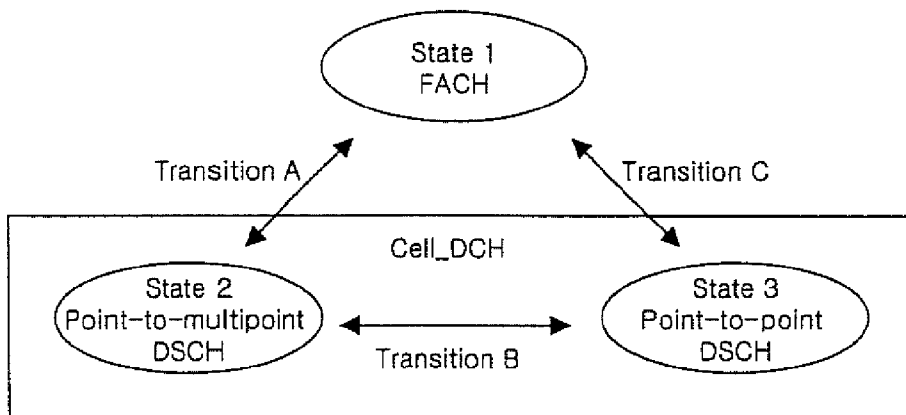 State 1
FACH
Transition A
Transition C
Cell_DCH
State 2
Point-to-multipoint
DSCH
State 3
Point-to-point
DSCH
Transition B